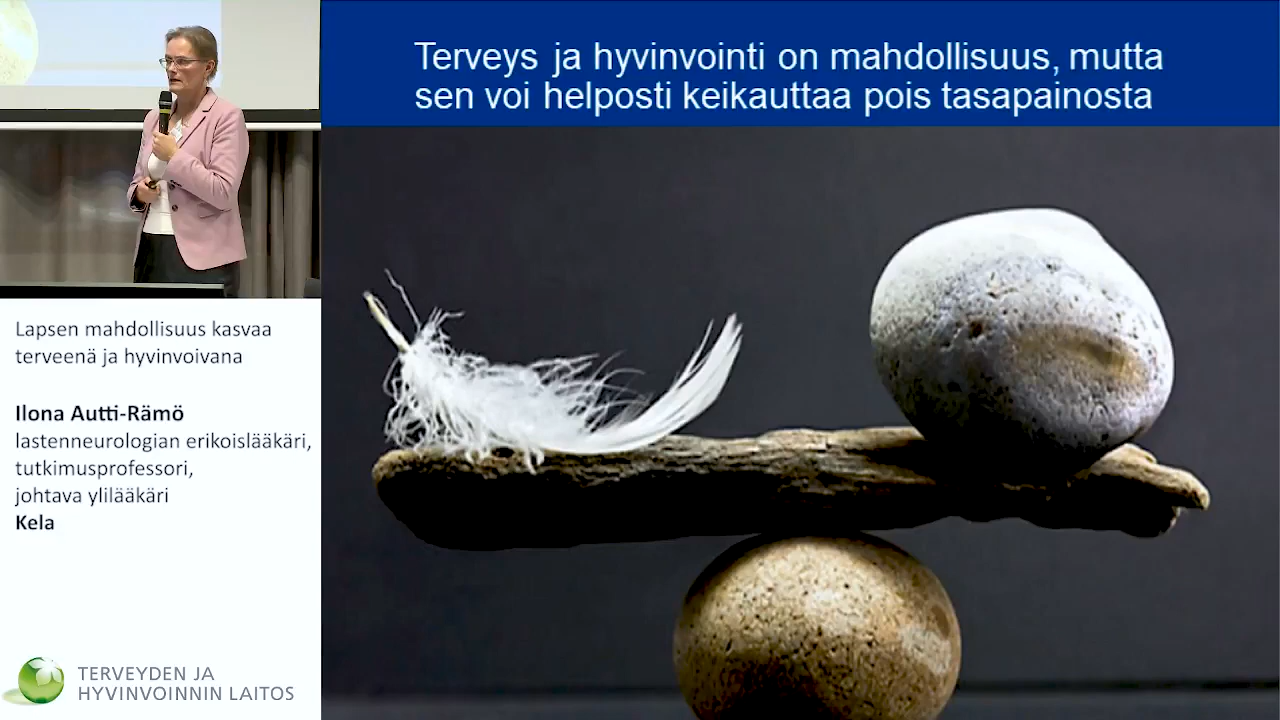 Terveys ja hyvinvointi on mahdollisuus, mutta
sen voi helposti keikauttaa pois tasapainosta
Lapsen mahdollisuus kasvaa
terveenä ja hyvinvoivana
Ilona Autti-Rämö
lastenneurologian erikoislääkäri,
tutkimusprofessori,
johtava ylilääkäri
Kela
TERVEYDEN JA
HYVINVOINNIN LAITOS